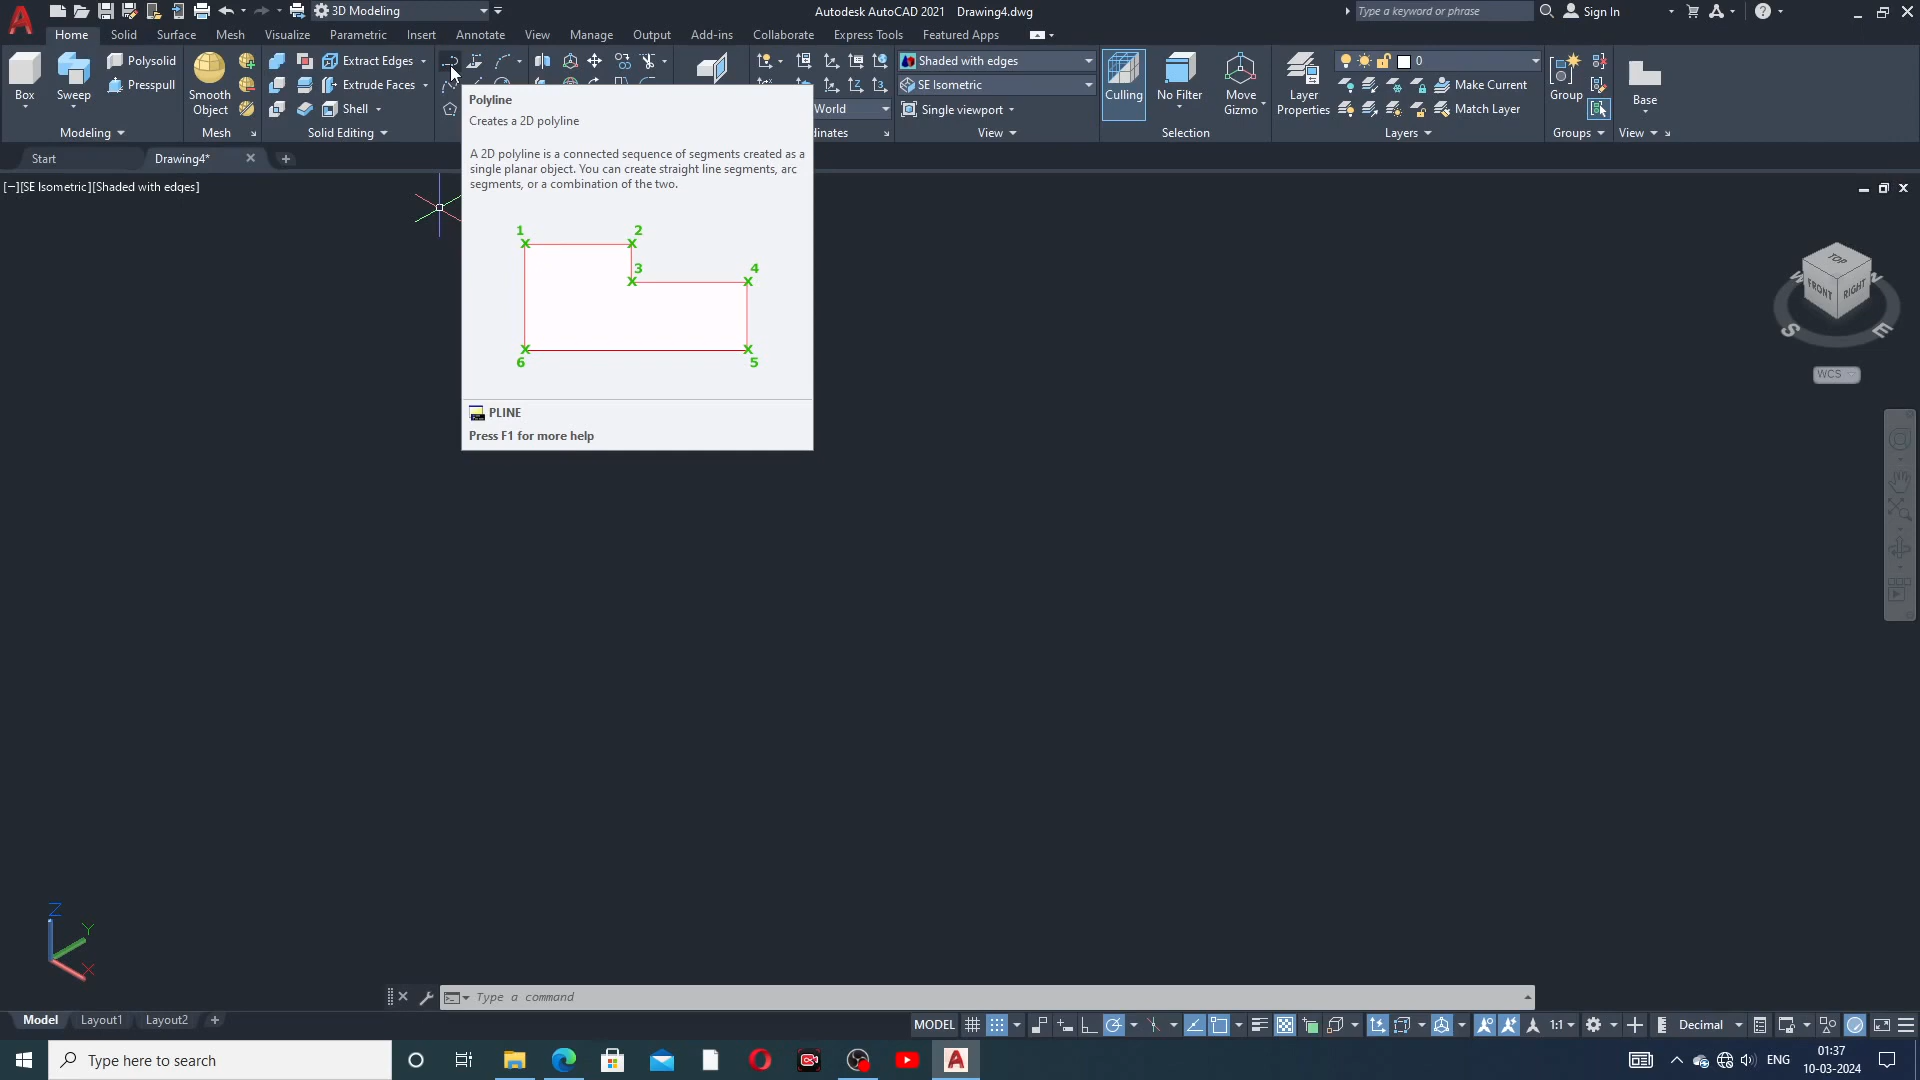 3D Modeling
Autodesk AutoCAD 2021 Drawing4.dwg
Type a keyword or phrase
Sign In
Home Solid Surface Mesh Visualize Parametric Insert Annotate View Manage Output Add-ins Collaborate Express Tools Featured Apps
Box
Sweep
Polysolid
Presspull
Modeling
Smooth
Object
Mesh
Extract Edges
Extrude Faces
Shell
Solid Editing
World
dinates
Shaded with edges
SE Isometric
Single viewport
View
Culling
No Filter
Move
Gizmo
Selection
Layer
Properties
0
Make Current
Match Layer
Layers
Group
Groups
Base
View
Start
Drawing4*
[−][SE Isometric][Shaded with edges]
Polyline
Creates a 2D polyline
A 2D polyline is a connected sequence of segments created as a
single planar object. You can create straight line segments, arc
segments, or a combination of the two.
1
2
3
4
6
5
PLINE
Press F1 for more help
TOP
FRONT
RIGHT
W
N
S
E
WCS
Z
Y
X
Type a command
Model Layout1 Layout2
MODEL
1:1
Decimal
Type here to search
ENG
01:37
10-03-2024